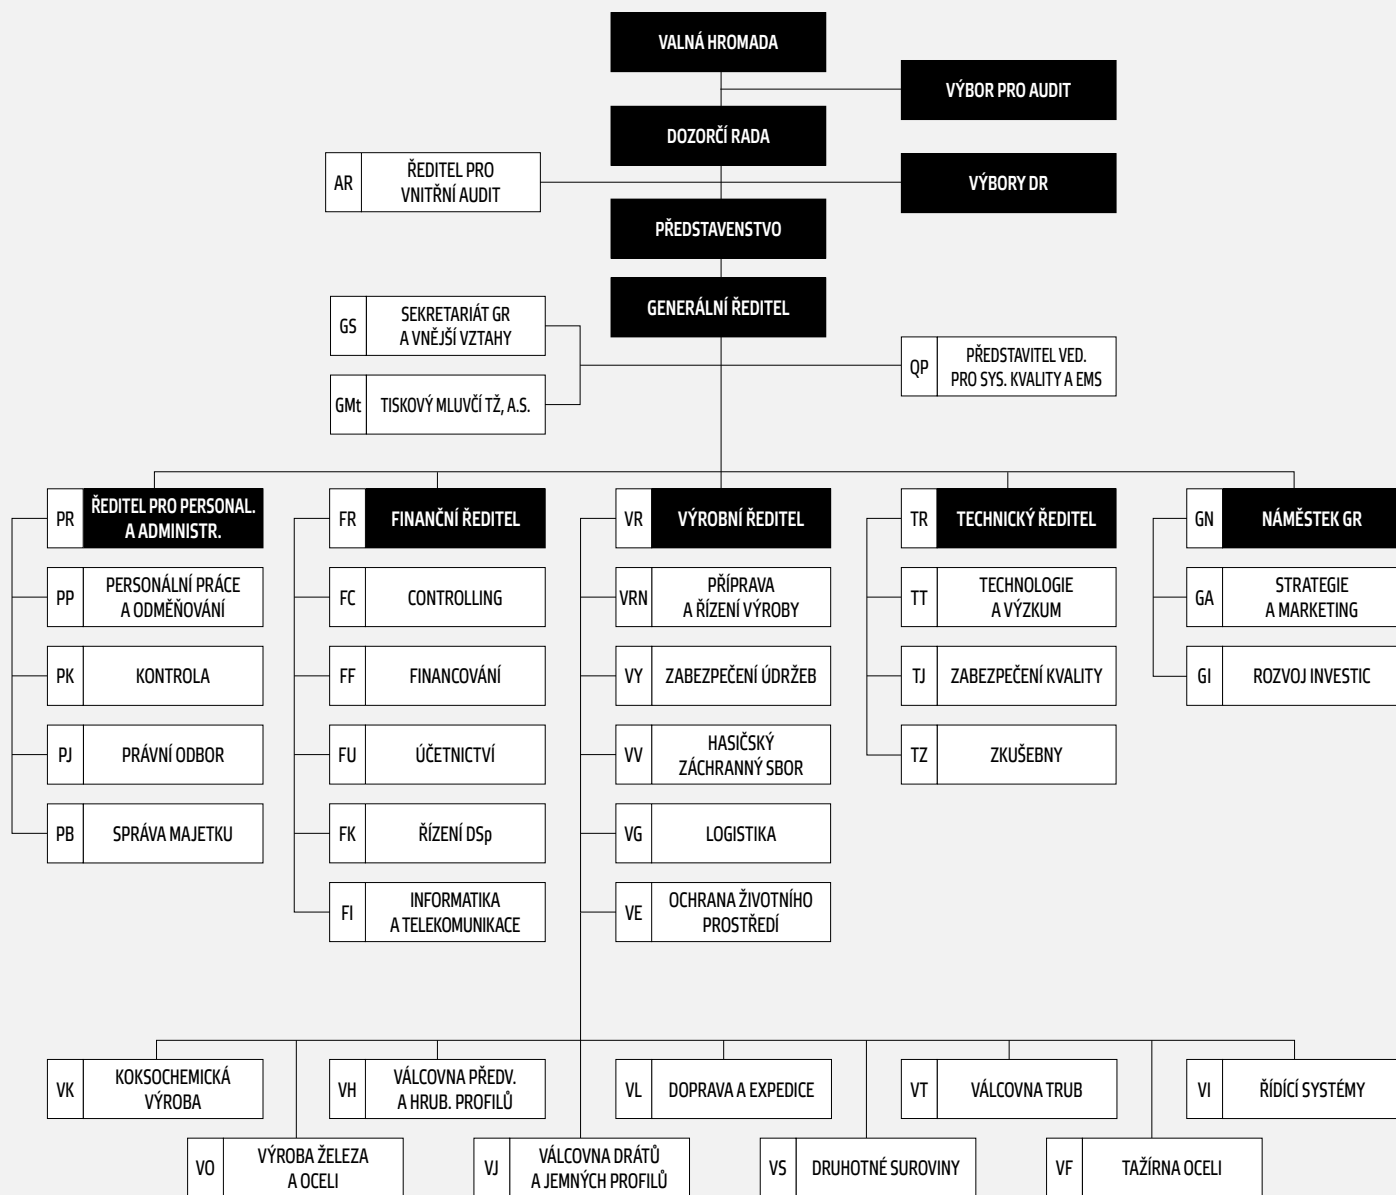 VALNÁ HROMADA
VÝBOR PRO AUDIT
DOZORČÍ RADA
AR
ŘEDITEL PRO
VNITŘNÍ AUDIT
VÝBORY DR
PŘEDSTAVENSTVO
GENERÁLNÍ ŘEDITEL
GS
SEKRETARIÁT GR
A VNĚJŠÍ VZTAHY
QP
PŘEDSTAVITEL VED.
PRO SYS. KVALITY A EMS
GMt
TISKOVÝ MLUVČÍ TŽ, A.S.
PR
ŘEDITEL PRO PERSONAL.
A ADMINISTR.
FR
FINANČNÍ ŘEDITEL
VR
VÝROBNÍ ŘEDITEL
TR
TECHNICKÝ ŘEDITEL
GN
NÁMĚSTEK GR
PP
PERSONÁLNÍ PRÁCE
A ODMĚŇOVÁNÍ
FC
CONTROLLING
VRN
PŘÍPRAVA
A ŘÍZENÍ VÝROBY
TT
TECHNOLOGIE
A VÝZKUM
GA
STRATEGIE
A MARKETING
PK
KONTROLA
FF
FINANCOVÁNÍ
VY
ZABEZPEČENÍ ÚDRŽEB
TJ
ZABEZPEČENÍ KVALITY
GI
ROZVOJ INVESTIC
PJ
PRÁVNÍ ODBOR
FU
ÚČETNICTVÍ
VV
HASIČSKÝ
ZÁCHRANNÝ SBOR
TZ
ZKUŠEBNY
PB
SPRÁVA MAJETKU
FK
ŘÍZENÍ DSp
VG
LOGISTIKA
FI
INFORMATIKA
A TELEKOMUNIKACE
VE
OCHRANA ŽIVOTNÍHO
PROSTŘEDÍ
VK
KOKSOCHEMICKÁ
VÝROBA
VH
VÁLCOVNA PŘEDV.
A HRUB. PROFILŮ
VL
DOPRAVA A EXPEDICE
VT
VÁLCOVNA TRUB
VI
ŘÍDÍCÍ SYSTÉMY
VO
VÝROBA ŽELEZA
A OCELI
VJ
VÁLCOVNA DRÁTŮ
A JEMNÝCH PROFILŮ
VS
DRUHOTNÉ SUROVINY
VF
TAŽÍRNA OCELI